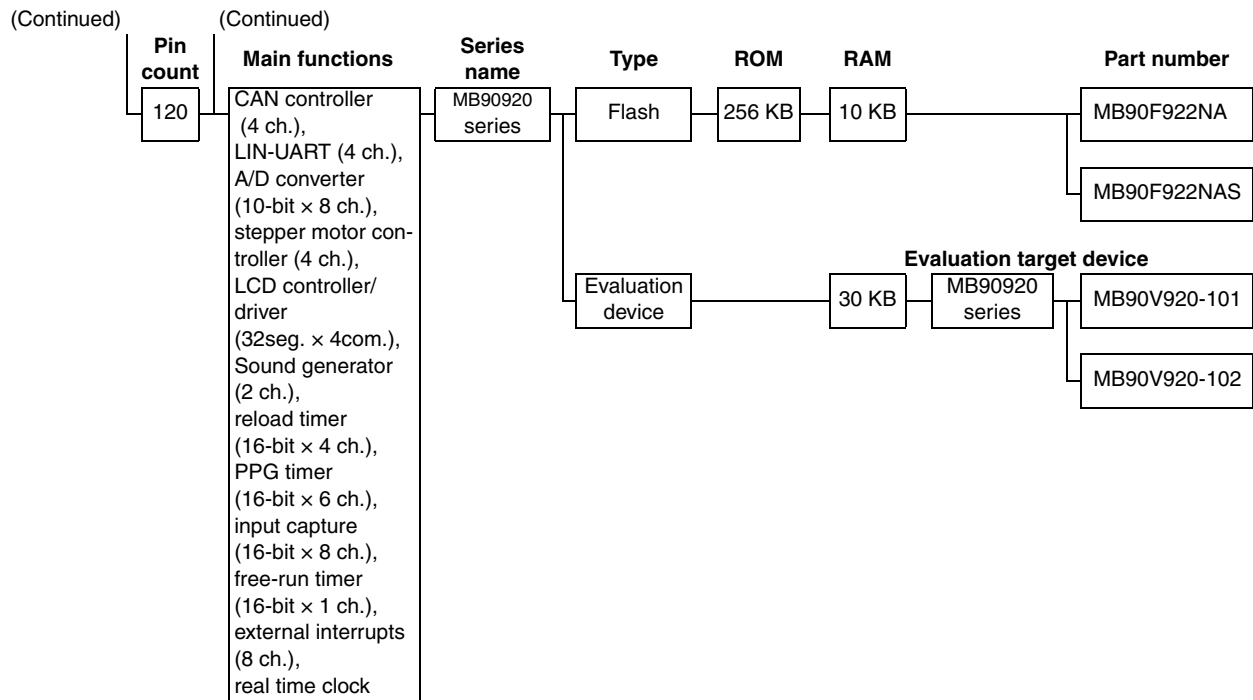 (Continued)
(Continued)
Pin
count
Main functions
Series
name
Type
ROM
RAM
Part number
120
CAN controller
(4 ch.),
LIN-UART (4 ch.),
A/D converter
(10-bit × 8 ch.),
stepper motor con-
troller (4 ch.),
LCD controller/
driver
(32seg. × 4com.),
Sound generator
(2 ch.),
reload timer
(16-bit × 4 ch.),
PPG timer
(16-bit × 6 ch.),
input capture
(16-bit × 8 ch.),
free-run timer
(16-bit × 1 ch.),
external interrupts
(8 ch.),
real time clock
MB90920
series
Flash
256 KB
10 KB
MB90F922NA
MB90F922NAS
Evaluation
device
30 KB
Evaluation target device
MB90920
series
MB90V920-101
MB90V920-102